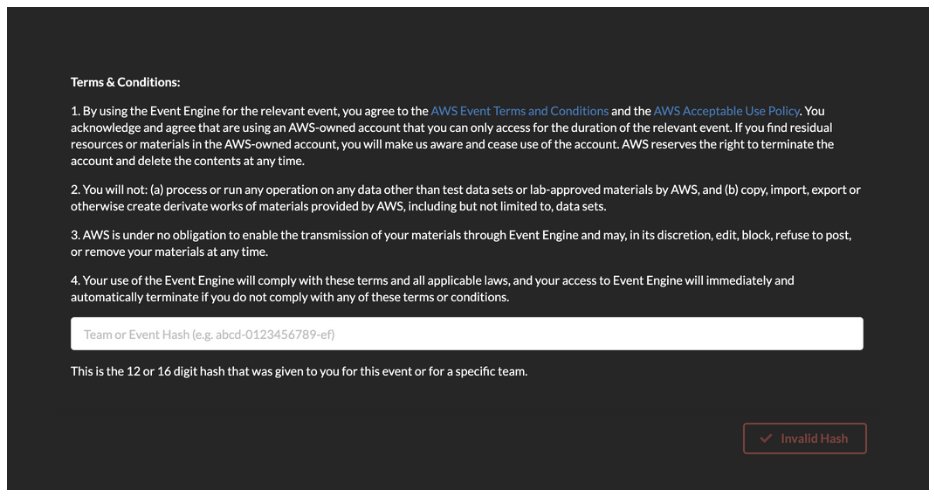 Terms & Conditions:
1. By using the Event Engine for the relevant event, you agree to the AWS Event Terms and Conditions and the AWS Acceptable Use Policy. You
acknowledge and agree that are using an AWS-owned account that you can only access for the duration of the relevant event. If you find residual
resources or materials in the AWS-owned account, you will make us aware and cease use of the account. AWS reserves the right to terminate the
account and delete the contents at any time.
2. You will not: (a) process or run any operation on any data other than test data sets or lab-approved materials by AWS, and (b) copy, import, export or
otherwise create derivate works of materials provided by AWS, including but not limited to, data sets.
3. AWS is under no obligation to enable the transmission of your materials through Event Engine and may, in its discretion, edit, block, refuse to post,
or remove your materials at any time.
4. Your use of the Event Engine will comply with these terms and all applicable laws, and your access to Event Engine will immediately and
automatically terminate if you do not comply with any of these terms or conditions.
Team or Event Hash (e.g. abcd-0123456789-ef)
This is the 12 or 16 digit hash that was given to you for this event or for a specific team.
Invalid Hash